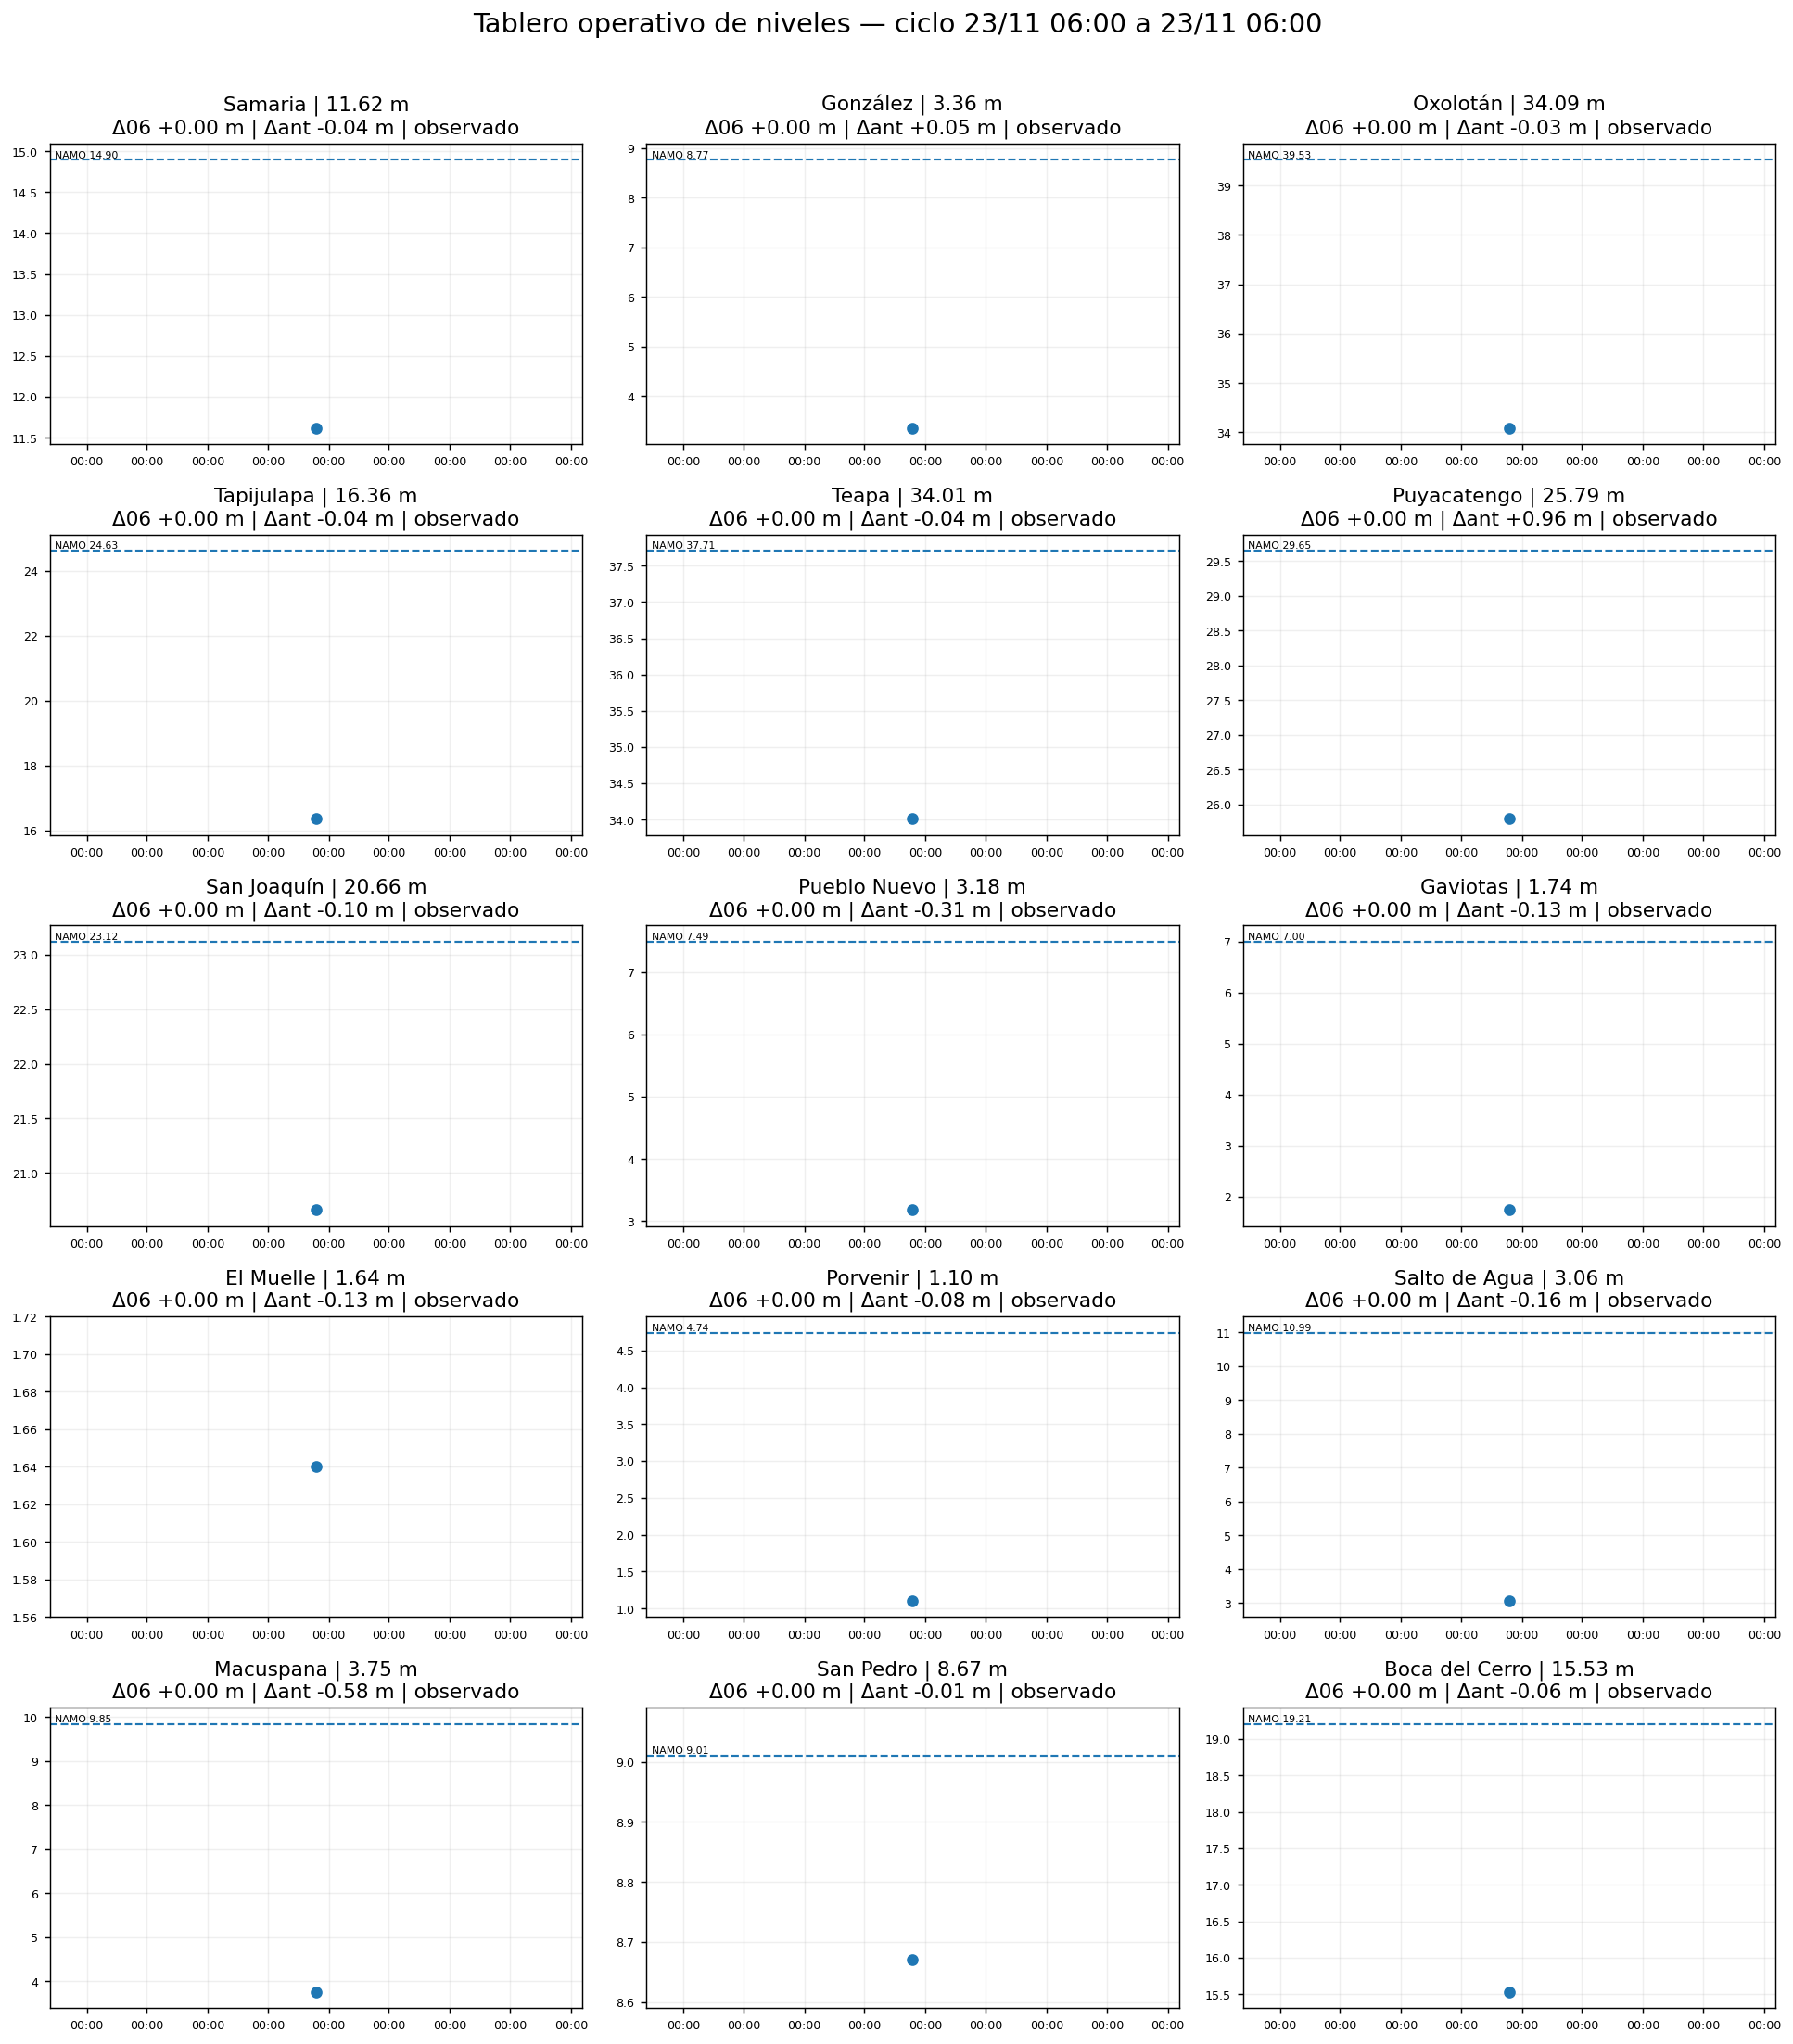 Tablero operativo de niveles — ciclo 23/11 06:00 a 23/11 06:00
Samaria | 11.62 m
Δ06 +0.00 m | Δant -0.04 m | observado
NAMO 14.90
15.0
14.5
14.0
13.5
13.0
12.5
12.0
11.5
00:00 00:00 00:00 00:00 00:00 00:00 00:00 00:00 00:00
González | 3.36 m
Δ06 +0.00 m | Δant +0.05 m | observado
NAMO 8.77
9
8
7
6
5
4
00:00 00:00 00:00 00:00 00:00 00:00 00:00 00:00 00:00
Oxolotán | 34.09 m
Δ06 +0.00 m | Δant -0.03 m | observado
NAMO 39.53
39
38
37
36
35
34
00:00 00:00 00:00 00:00 00:00 00:00 00:00 00:00 00:00
Tapijulapa | 16.36 m
Δ06 +0.00 m | Δant -0.04 m | observado
NAMO 24.63
24
22
20
18
16
00:00 00:00 00:00 00:00 00:00 00:00 00:00 00:00 00:00
Teapa | 34.01 m
Δ06 +0.00 m | Δant -0.04 m | observado
NAMO 37.71
37.5
37.0
36.5
36.0
35.5
35.0
34.5
34.0
00:00 00:00 00:00 00:00 00:00 00:00 00:00 00:00 00:00
Puyacatengo | 25.79 m
Δ06 +0.00 m | Δant +0.96 m | observado
NAMO 29.65
29.5
29.0
28.5
28.0
27.5
27.0
26.5
26.0
00:00 00:00 00:00 00:00 00:00 00:00 00:00 00:00 00:00
San Joaquín | 20.66 m
Δ06 +0.00 m | Δant -0.10 m | observado
NAMO 23.12
23.0
22.5
22.0
21.5
21.0
00:00 00:00 00:00 00:00 00:00 00:00 00:00 00:00 00:00
Pueblo Nuevo | 3.18 m
Δ06 +0.00 m | Δant -0.31 m | observado
NAMO 7.49
7
6
5
4
3
00:00 00:00 00:00 00:00 00:00 00:00 00:00 00:00 00:00
Gaviotas | 1.74 m
Δ06 +0.00 m | Δant -0.13 m | observado
NAMO 7.00
7
6
5
4
3
2
00:00 00:00 00:00 00:00 00:00 00:00 00:00 00:00 00:00
El Muelle | 1.64 m
Δ06 +0.00 m | Δant -0.13 m | observado
1.72
1.70
1.68
1.66
1.64
1.62
1.60
1.58
1.56
00:00 00:00 00:00 00:00 00:00 00:00 00:00 00:00 00:00
Porvenir | 1.10 m
Δ06 +0.00 m | Δant -0.08 m | observado
NAMO 4.74
4.5
4.0
3.5
3.0
2.5
2.0
1.5
1.0
00:00 00:00 00:00 00:00 00:00 00:00 00:00 00:00 00:00
Salto de Agua | 3.06 m
Δ06 +0.00 m | Δant -0.16 m | observado
NAMO 10.99
11
10
9
8
7
6
5
4
3
00:00 00:00 00:00 00:00 00:00 00:00 00:00 00:00 00:00
Macuspana | 3.75 m
Δ06 +0.00 m | Δant -0.58 m | observado
NAMO 9.85
10
9
8
7
6
5
4
00:00 00:00 00:00 00:00 00:00 00:00 00:00 00:00 00:00
San Pedro | 8.67 m
Δ06 +0.00 m | Δant -0.01 m | observado
NAMO 9.01
9.0
8.9
8.8
8.7
8.6
00:00 00:00 00:00 00:00 00:00 00:00 00:00 00:00 00:00
Boca del Cerro | 15.53 m
Δ06 +0.00 m | Δant -0.06 m | observado
NAMO 19.21
19.0
18.5
18.0
17.5
17.0
16.5
16.0
15.5
00:00 00:00 00:00 00:00 00:00 00:00 00:00 00:00 00:00